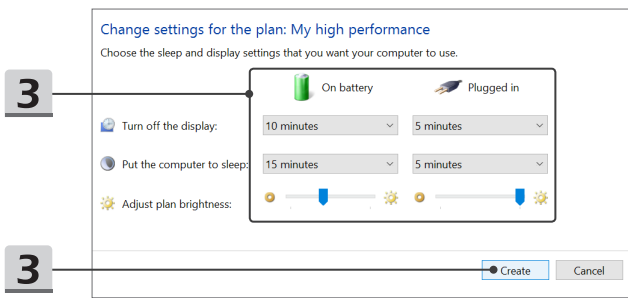 Change settings for the plan: My high performance
Choose the sleep and display settings that you want your computer to use.
3
On battery Plugged in
Turn off the display: 10 minutes 5 minutes
Put the computer to sleep: 15 minutes 5 minutes
Adjust plan brightness:
3
Create Cancel